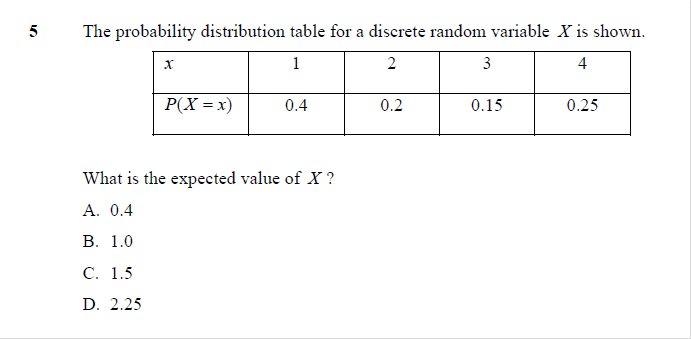 5 The probability distribution table for a discrete random variable X is shown.
x 1 2 3 4
P(X = x) 0.4 0.2 0.15 0.25
What is the expected value of X ?
A. 0.4
B. 1.0
C. 1.5
D. 2.25